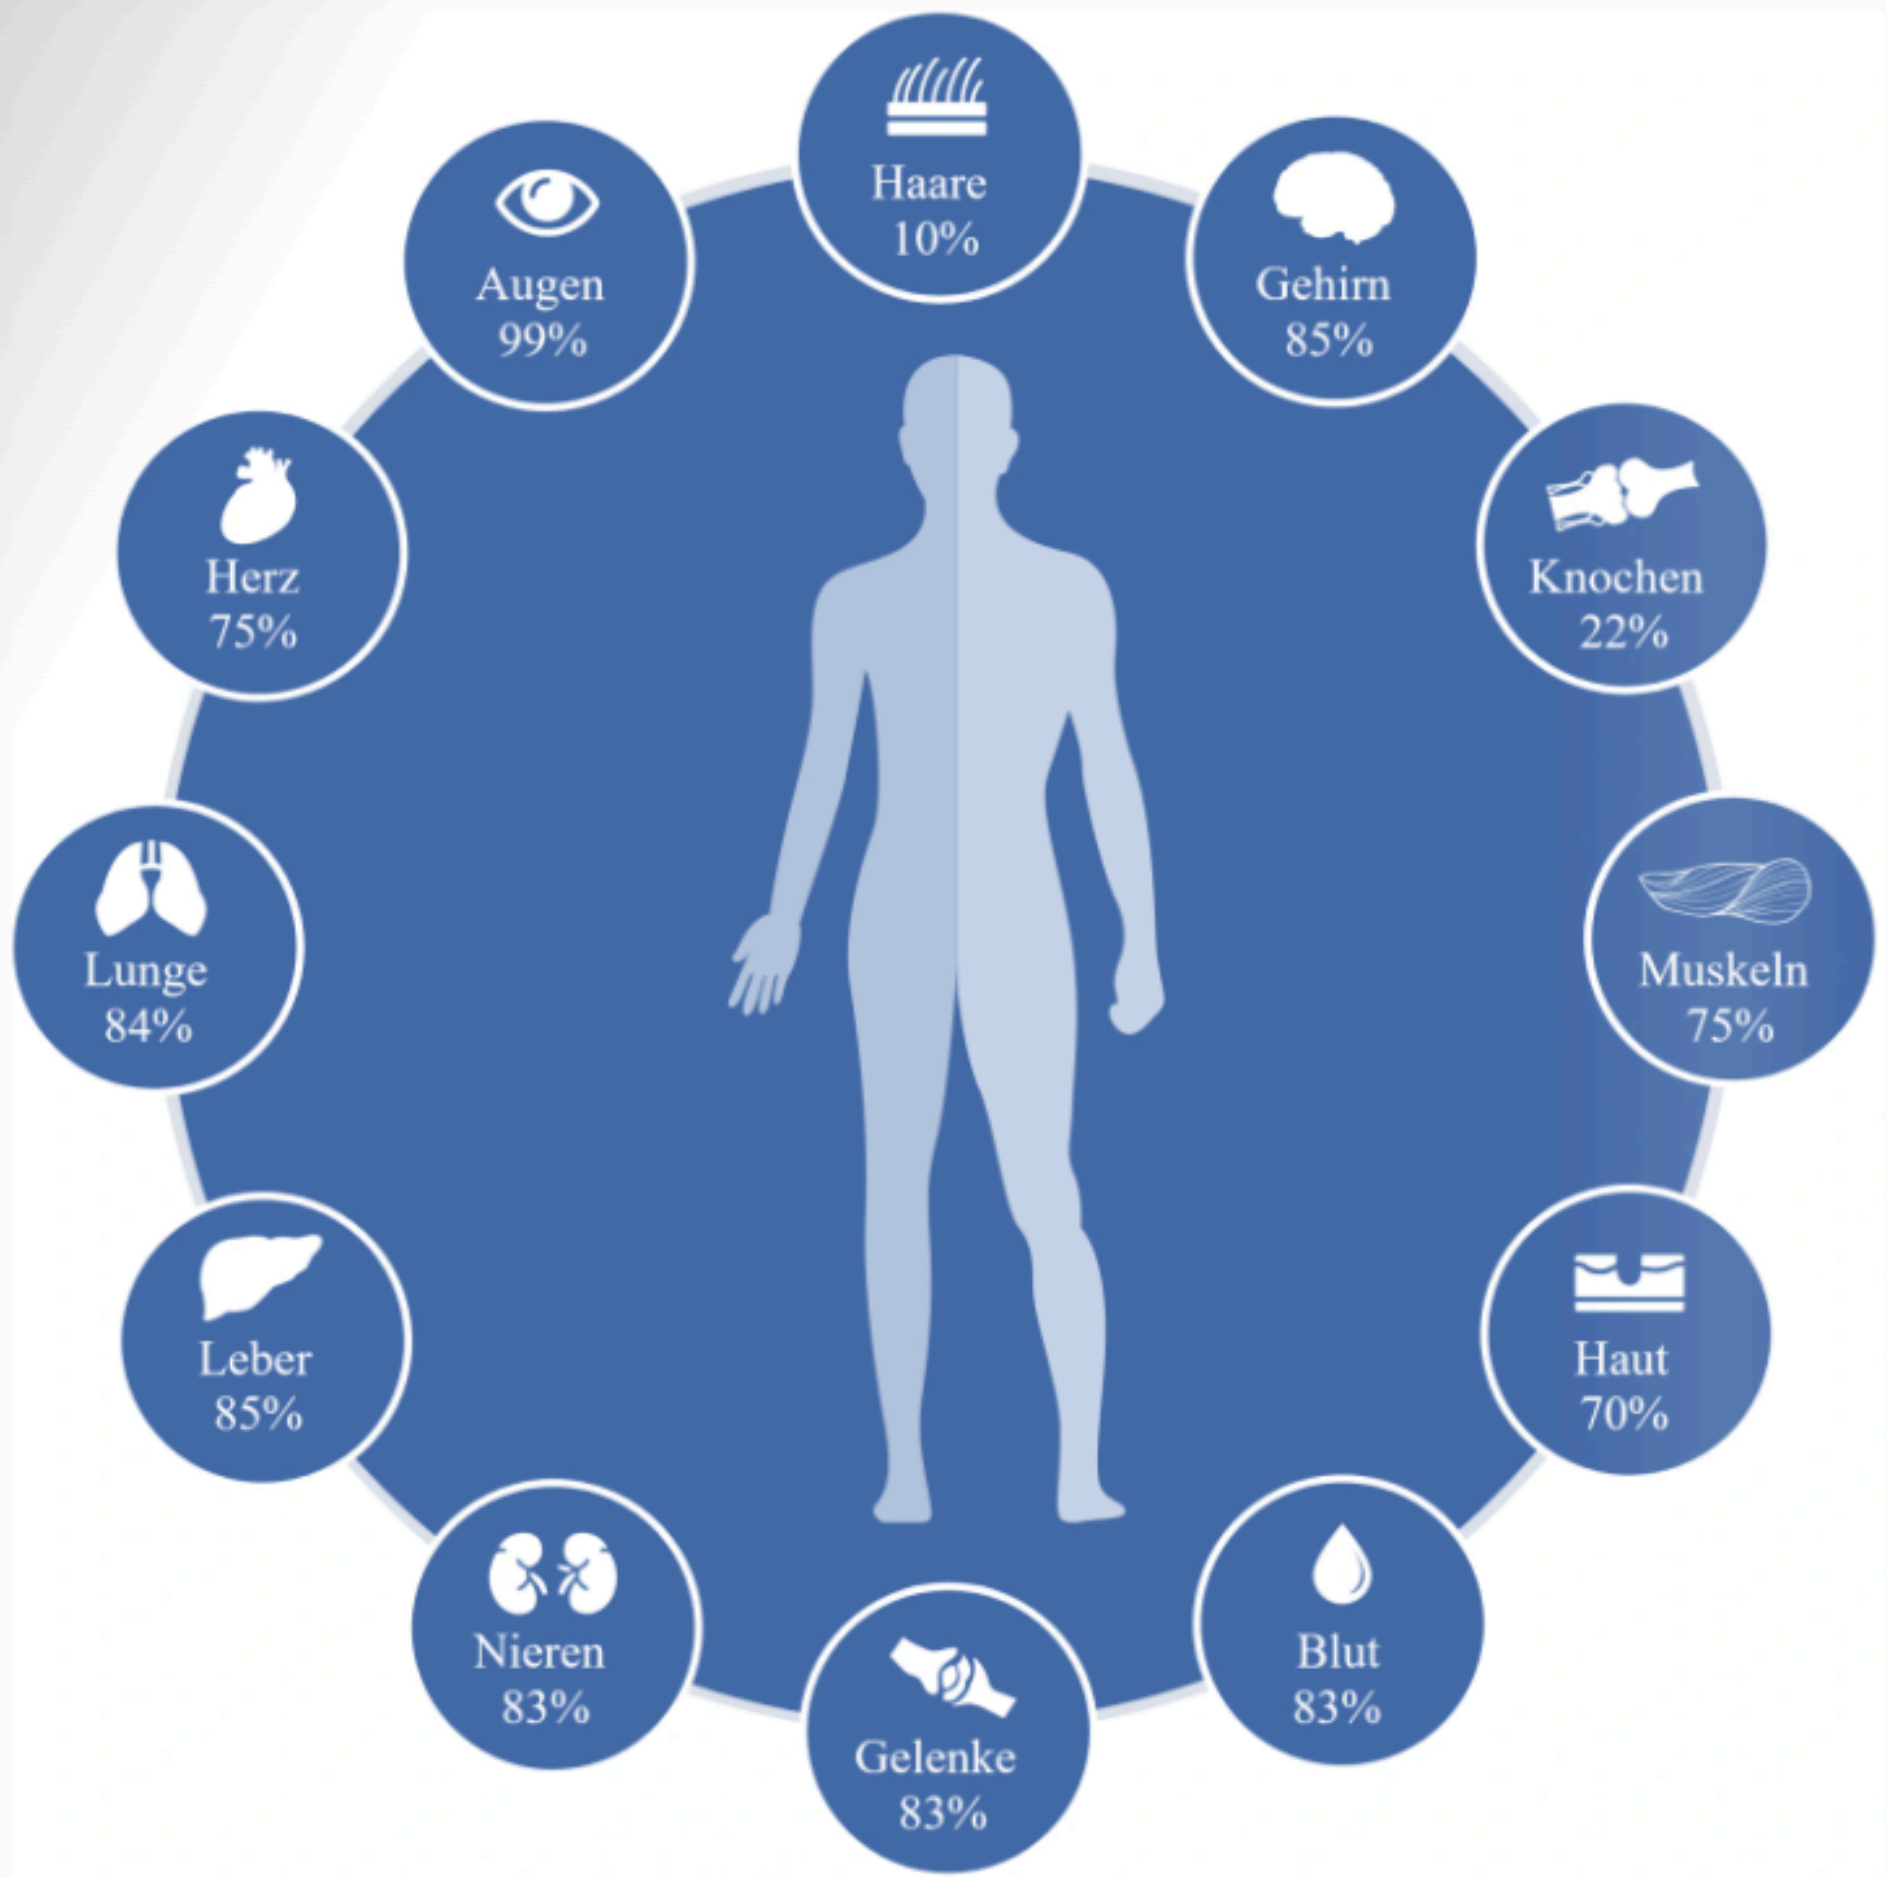 Haare
10%
Gehirn
85%
Knochen
22%
Muskeln
75%
Haut
70%
Blut
83%
Gelenke
83%
Nieren
83%
Leber
85%
Lunge
84%
Herz
75%
Augen
99%